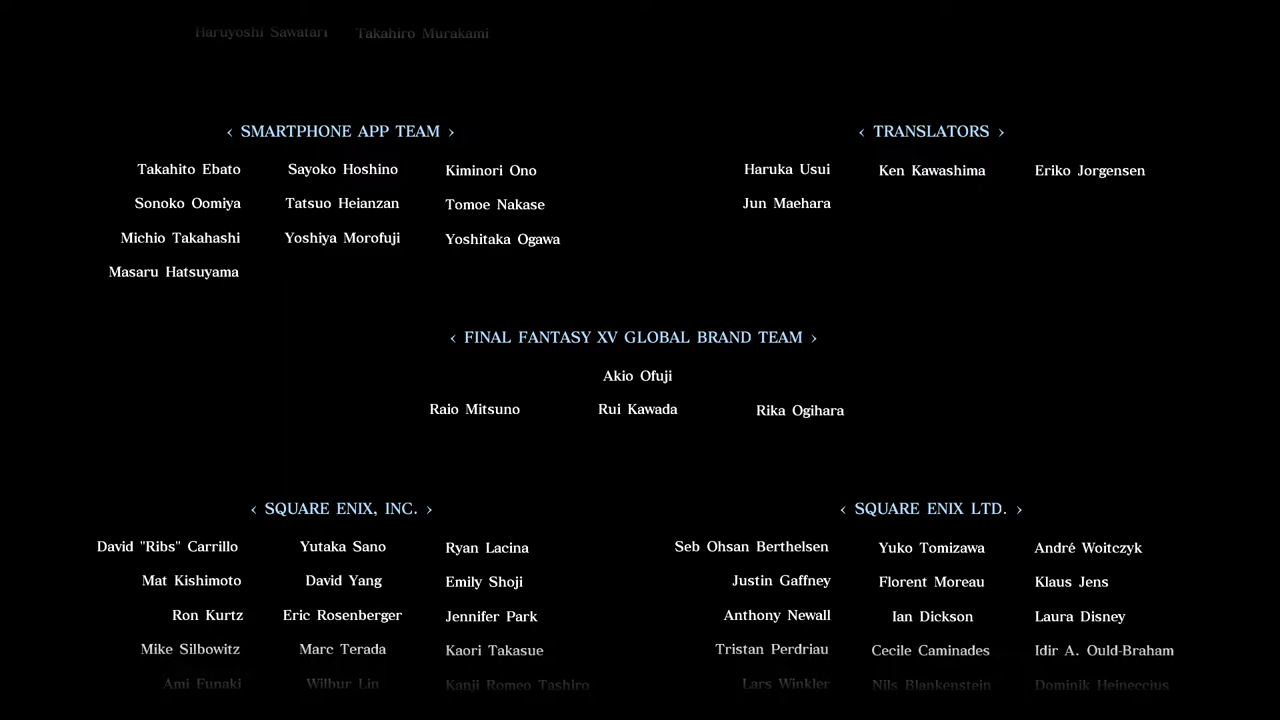 Haruyoshi Sawatari Takahiro Murakami
‹ SMARTPHONE APP TEAM ›
Takahito Ebato Sayoko Hoshino Kiminori Ono
Sonoko Oomiya Tatsuo Heianzan Tomoe Nakase
Michio Takahashi Yoshiya Morofuji Yoshitaka Ogawa
Masaru Hatsuyama
‹ TRANSLATORS ›
Haruka Usui Ken Kawashima Eriko Jorgensen
Jun Maehara
‹ FINAL FANTASY XV GLOBAL BRAND TEAM ›
Akio Ofuji
Raio Mitsuno Rui Kawada Rika Ogihara
‹ SQUARE ENIX, INC. ›
David "Ribs" Carrillo Yutaka Sano Ryan Lacina
Mat Kishimoto David Yang Emily Shoji
Ron Kurtz Eric Rosenberger Jennifer Park
Mike Silbowitz Marc Terada Kaori Takasue
Ami Funaki Wilbur Lin Kanji Romeo Tashiro
‹ SQUARE ENIX LTD. ›
Seb Ohsan Berthelsen Yuko Tomizawa André Woitczyk
Justin Gaffney Florent Moreau Klaus Jens
Anthony Newall Ian Dickson Laura Disney
Tristan Perdriau Cecile Caminades Idir A. Ould-Braham
Lars Winkler Nils Blankenstein Dominik Heineccius